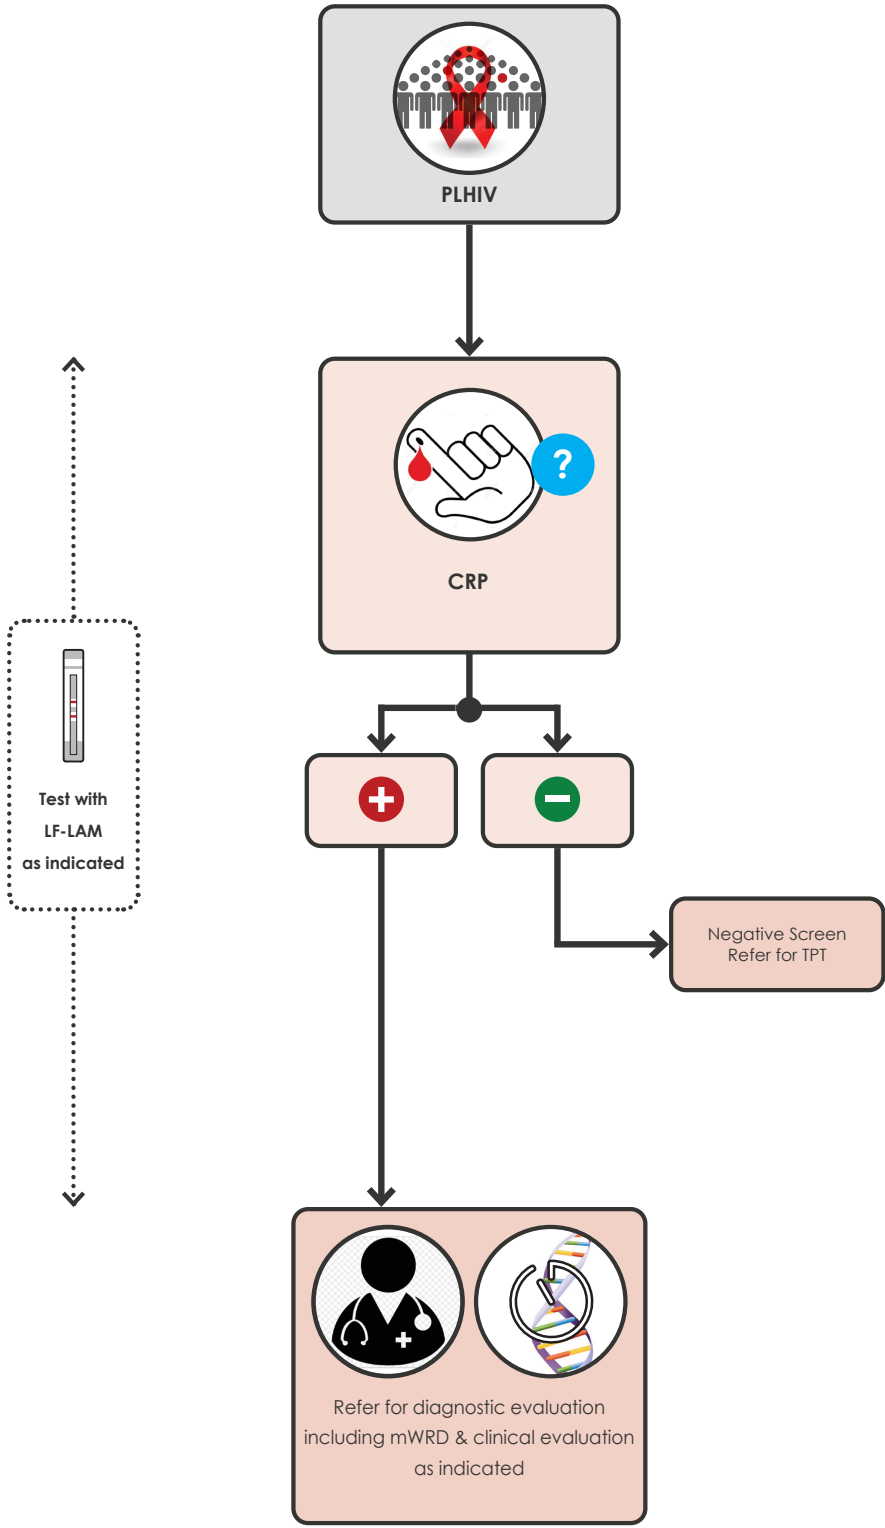 PLHIV
?
CRP
Test with
LF-LAM
as indicated
Negative Screen
Refer for TPT
Refer for diagnostic evaluation
including mWRD & clinical evaluation
as indicated